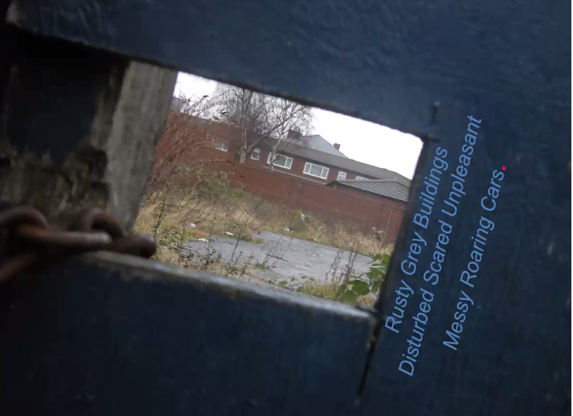 Rusty Grey Buildings
Disturbed Scared Unpleasant
Messy Roaring Cars.